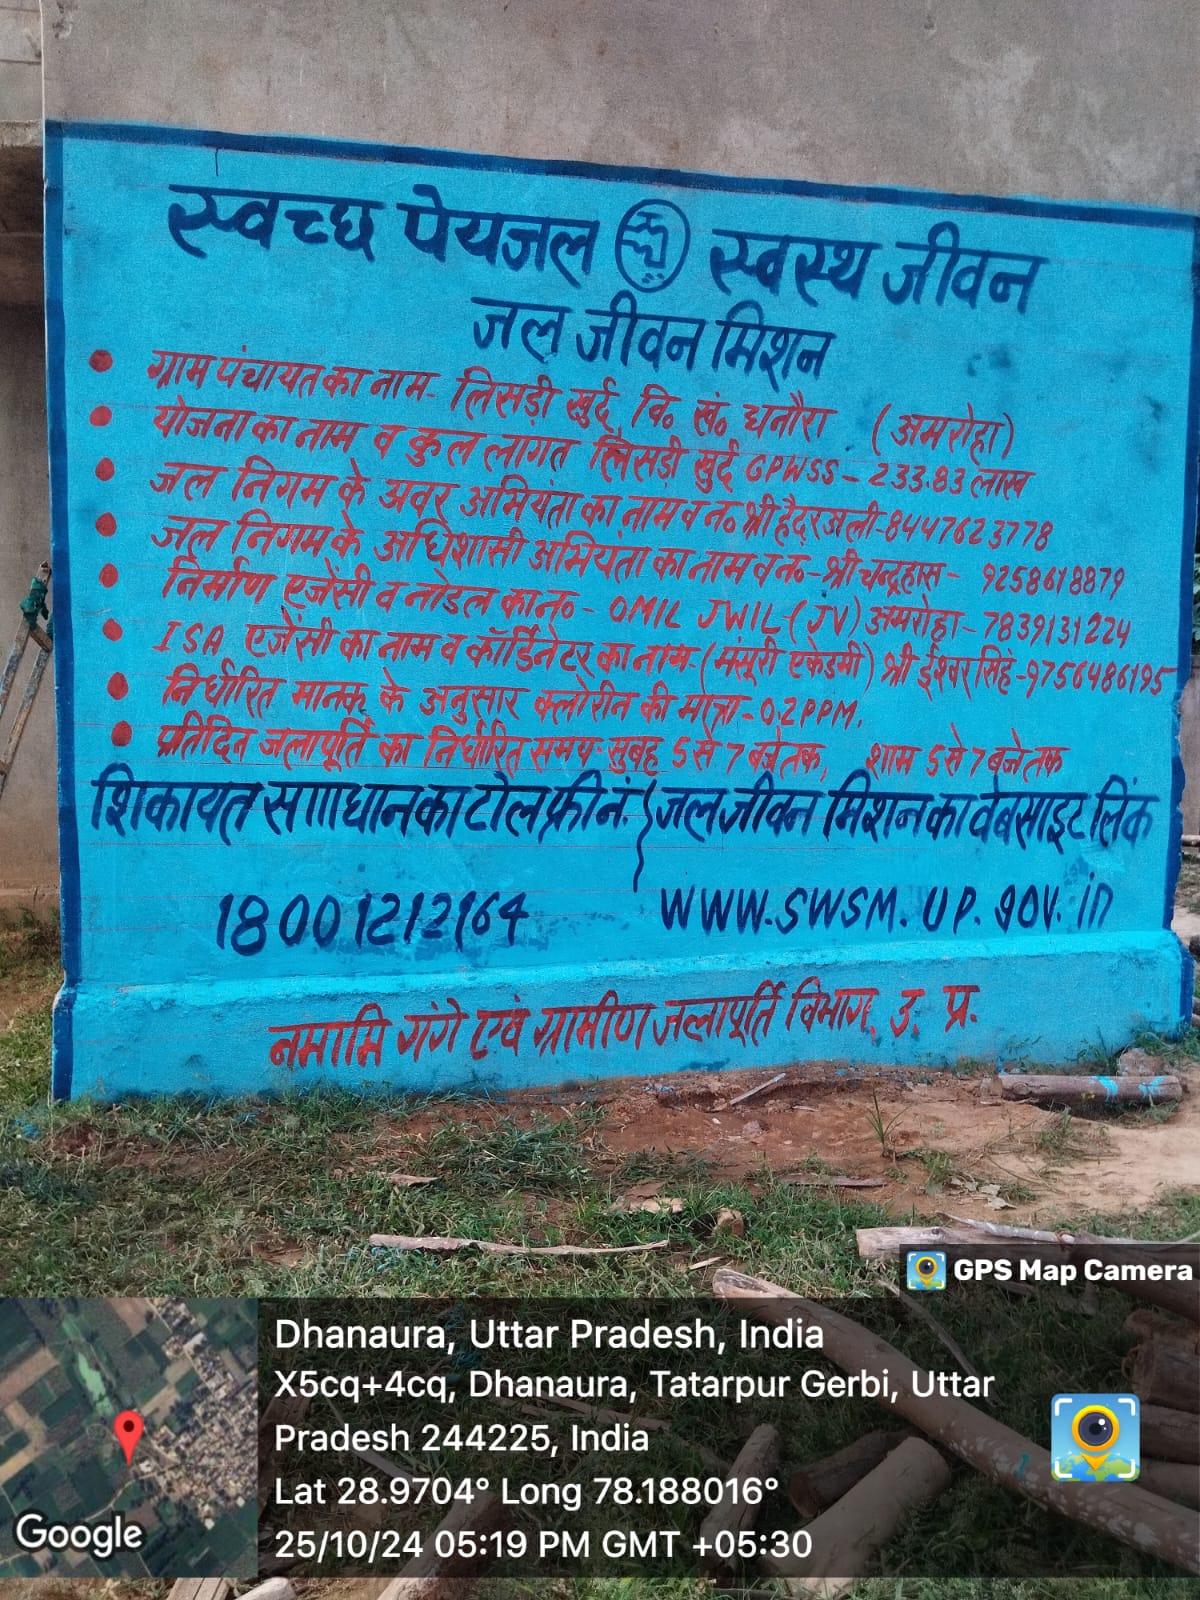 स्वच्छ पेयजल स्वस्थ जीवन
जल जीवन मिशन
ग्राम पंचायत का नाम- लिसड़ी खुर्द, वि० खं० धनौरा (अमरोहा)
योजना का नाम व कुल लागत लिसड़ी खुर्द GPWSS - 233.83 लाख
जल निगम के अवर अभियंता का नाम व न० श्री हैदर अली-8447623778
जल निगम के अधिशासी अभियंता का नाम व न०-श्री चन्द्रहास- 9258618879
निर्माण एजेंसी व नोडल का न०- OMIL JWIL (JV) अमरोहा- 7839131224
ISA एजेंसी का नाम व कॉर्डिनेटर का नाम-(मंसूरी एकेडमी) श्री ईश्वर सिंह-9756486195
निर्धारित मानक के अनुसार क्लोरीन की मात्रा-0.2PPM.
प्रतिदिन जलापूर्ति का निर्धारित समय-सुबह 5 से 7 बजे तक, शाम 5 से 7 बजे तक
शिकायत समाधान का टोल फ्री नं. जल जीवन मिशन का वेबसाइट लिंक
18001212164 WWW.SWSM.UP.gov.in
नमामि गंगे एवं ग्रामीण जलापूर्ति विभाग, उ. प्र.
GPS Map Camera
Dhanaura, Uttar Pradesh, India
X5cq+4cq, Dhanaura, Tatarpur Gerbi, Uttar
Pradesh 244225, India
Lat 28.9704° Long 78.188016°
25/10/24 05:19 PM GMT +05:30
Google